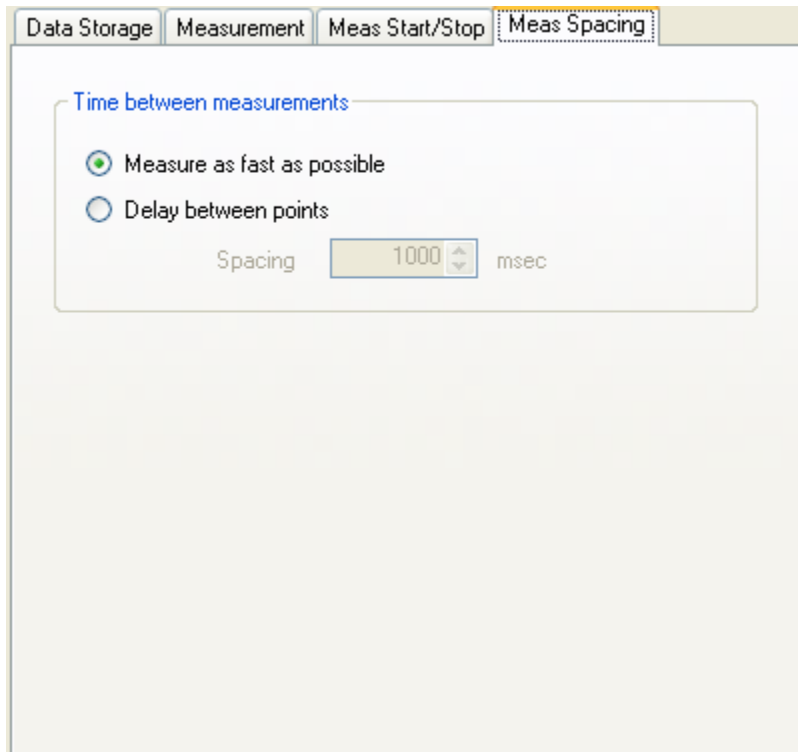 Data Storage Measurement Meas Start/Stop Meas Spacing
Time between measurements
Measure as fast as possible
Delay between points
Spacing 1000 msec